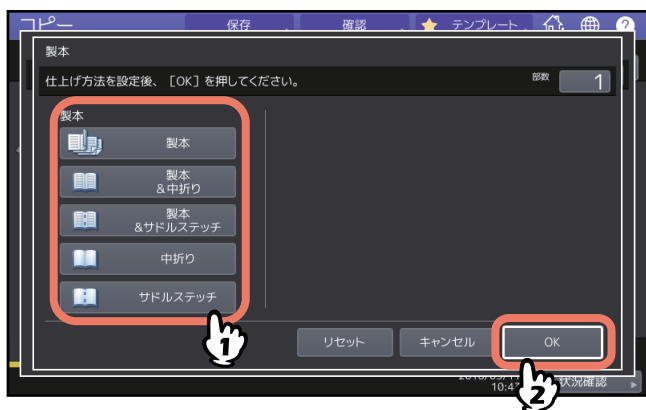 コピー
保存
確認
テンプレート
?
製本
仕上げ方法を設定後、[OK]を押してください。
部数
1
製本
製本
製本
&中折り
製本
&サドルステッチ
中折り
サドルステッチ
1
リセット
キャンセル
OK
10:4
状況確認
2